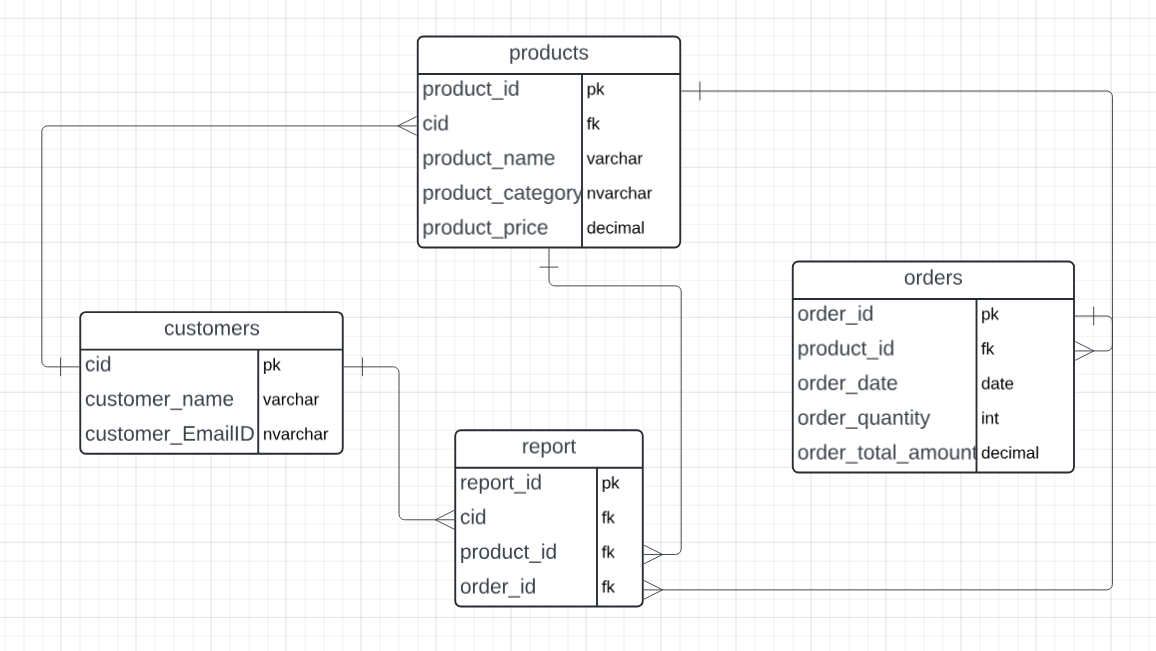 products
product_id pk
cid fk
product_name varchar
product_category nvarchar
product_price decimal
orders
order_id pk
product_id fk
order_date date
order_quantity int
order_total_amount decimal
customers
cid pk
customer_name varchar
customer_EmailID nvarchar
report
report_id pk
cid fk
product_id fk
order_id fk